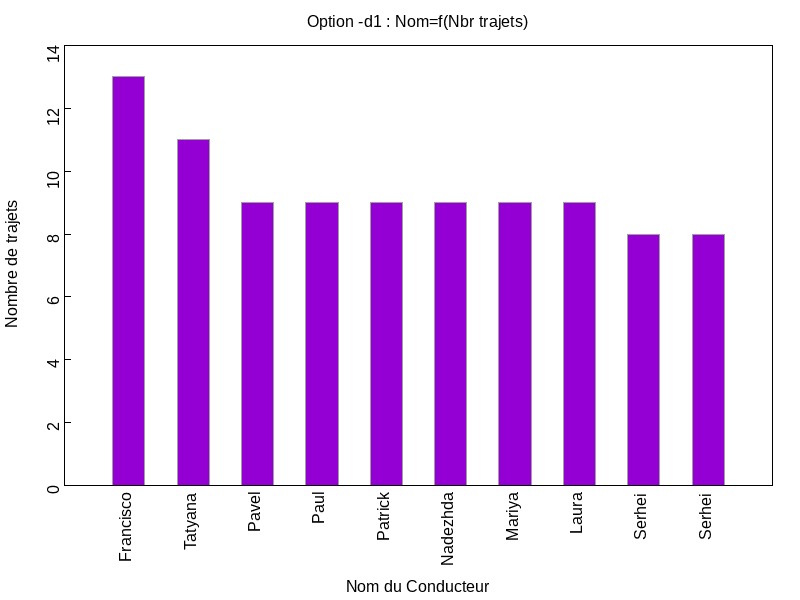 Option -d1 : Nom=f(Nbr trajets)
Nombre de trajets
14
12
10
8
6
4
2
0
Francisco
Tatyana
Pavel
Paul
Patrick
Nadezhda
Mariya
Laura
Serhei
Serhei
Nom du Conducteur